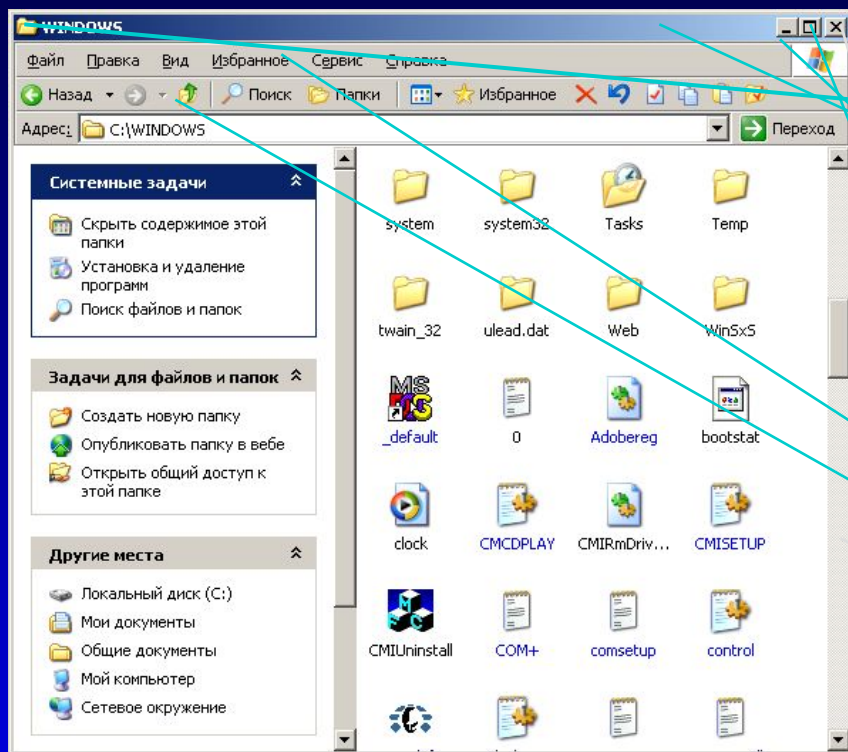 WINDOWS
Файл Правка Вид Избранное Сервис Справка
Назад Поиск Папки Избранное
Адрес: C:\WINDOWS Переход
Системные задачи
Скрыть содержимое этой
папки
Установка и удаление
программ
Поиск файлов и папок
Задачи для файлов и папок
Создать новую папку
Опубликовать папку в вебе
Открыть общий доступ к
этой папке
Другие места
Локальный диск (C:)
Мои документы
Общие документы
Мой компьютер
Сетевое окружение
system system32 Tasks Temp
twain_32 ulead.dat Web WinSxS
_default 0 Adobereg bootstat
clock CMCDPLAY CMIRmDriv... CMISETUP
CMIUninstall COM+ comsetup control